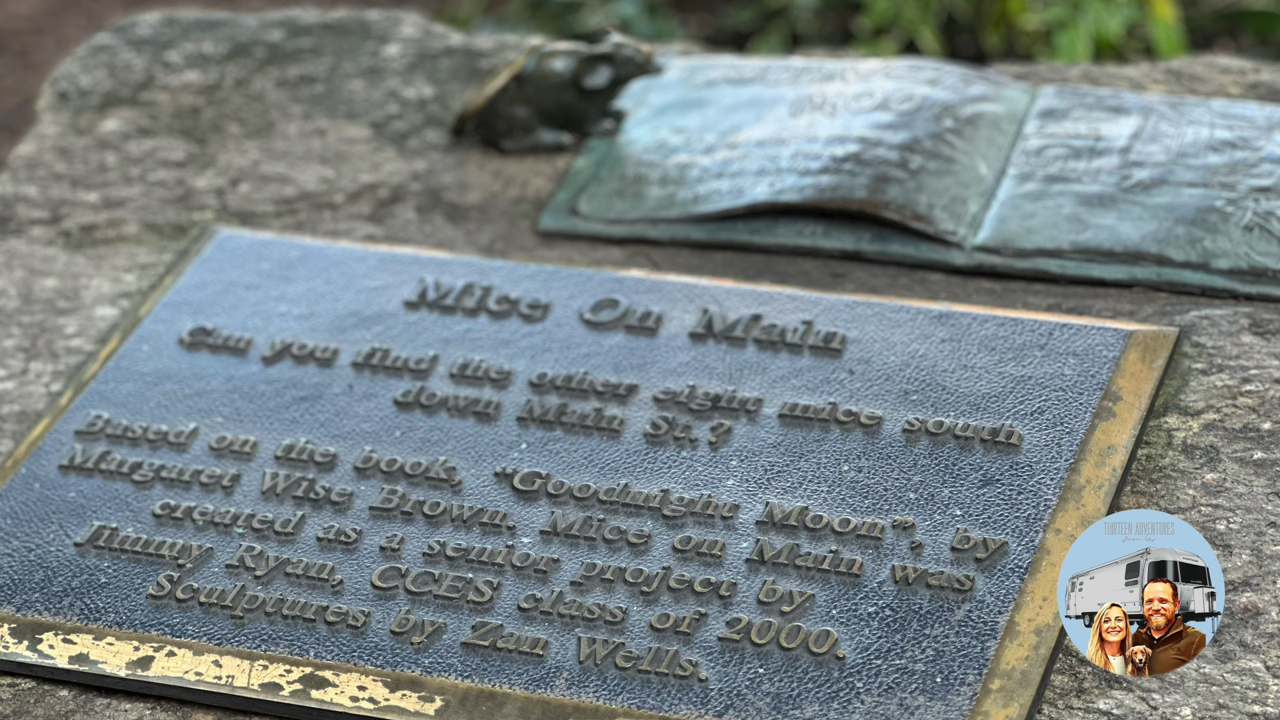 Mice On Main
Can you find the other eight mice south
down Main St.?
Based on the book, “Goodnight Moon”, by
Margaret Wise Brown. Mice on Main was
created as a senior project by
Jimmy Ryan, CCES class of 2000.
Sculptures by Zan Wells.
THIRTEEN ADVENTURES